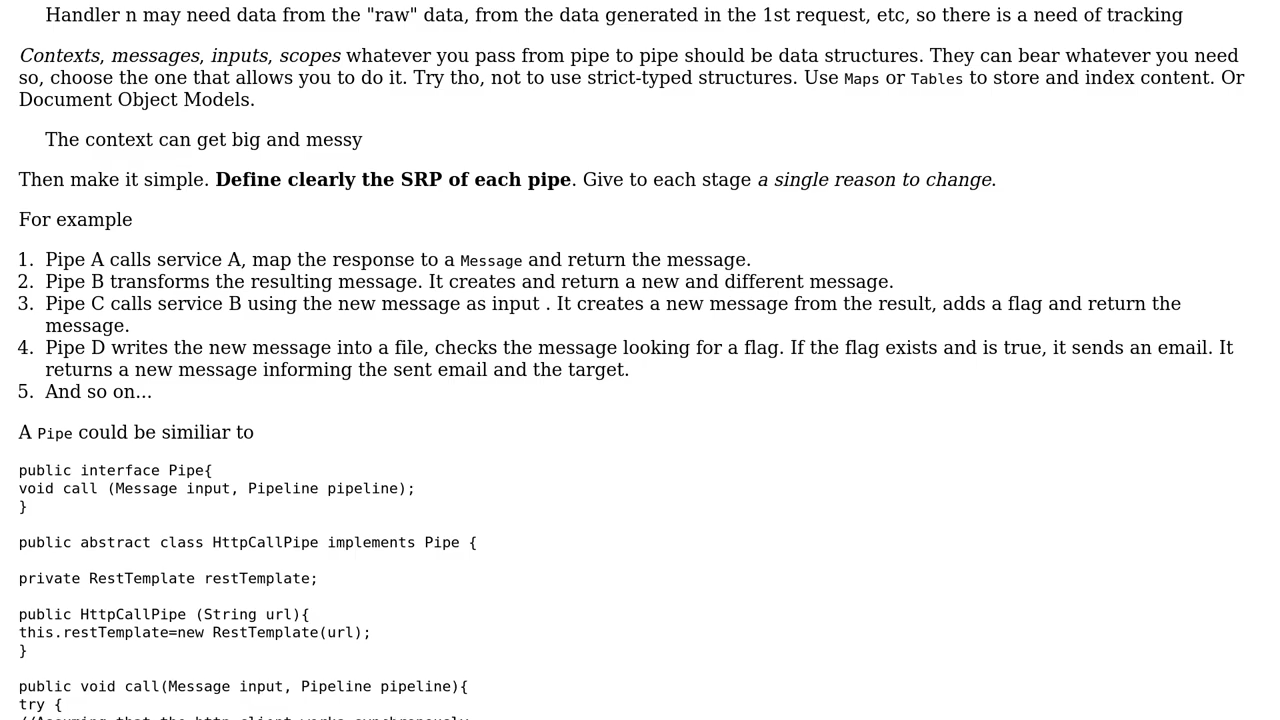 Handler n may need data from the "raw" data, from the data generated in the 1st request, etc, so there is a need of tracking
Contexts, messages, inputs, scopes whatever you pass from pipe to pipe should be data structures. They can bear whatever you need
so, choose the one that allows you to do it. Try tho, not to use strict-typed structures. Use Maps or Tables to store and index content. Or
Document Object Models.
The context can get big and messy
Then make it simple. Define clearly the SRP of each pipe. Give to each stage a single reason to change.
For example
1. Pipe A calls service A, map the response to a Message and return the message.
2. Pipe B transforms the resulting message. It creates and return a new and different message.
3. Pipe C calls service B using the new message as input . It creates a new message from the result, adds a flag and return the
message.
4. Pipe D writes the new message into a file, checks the message looking for a flag. If the flag exists and is true, it sends an email. It
returns a new message informing the sent email and the target.
5. And so on...
A Pipe could be similiar to
public interface Pipe{
void call (Message input, Pipeline pipeline);
}
public abstract class HttpCallPipe implements Pipe {
private RestTemplate restTemplate;
public HttpCallPipe (String url){
this.restTemplate=new RestTemplate(url);
}
public void call(Message input, Pipeline pipeline){
try {
//Assuming that the http client works synchronously